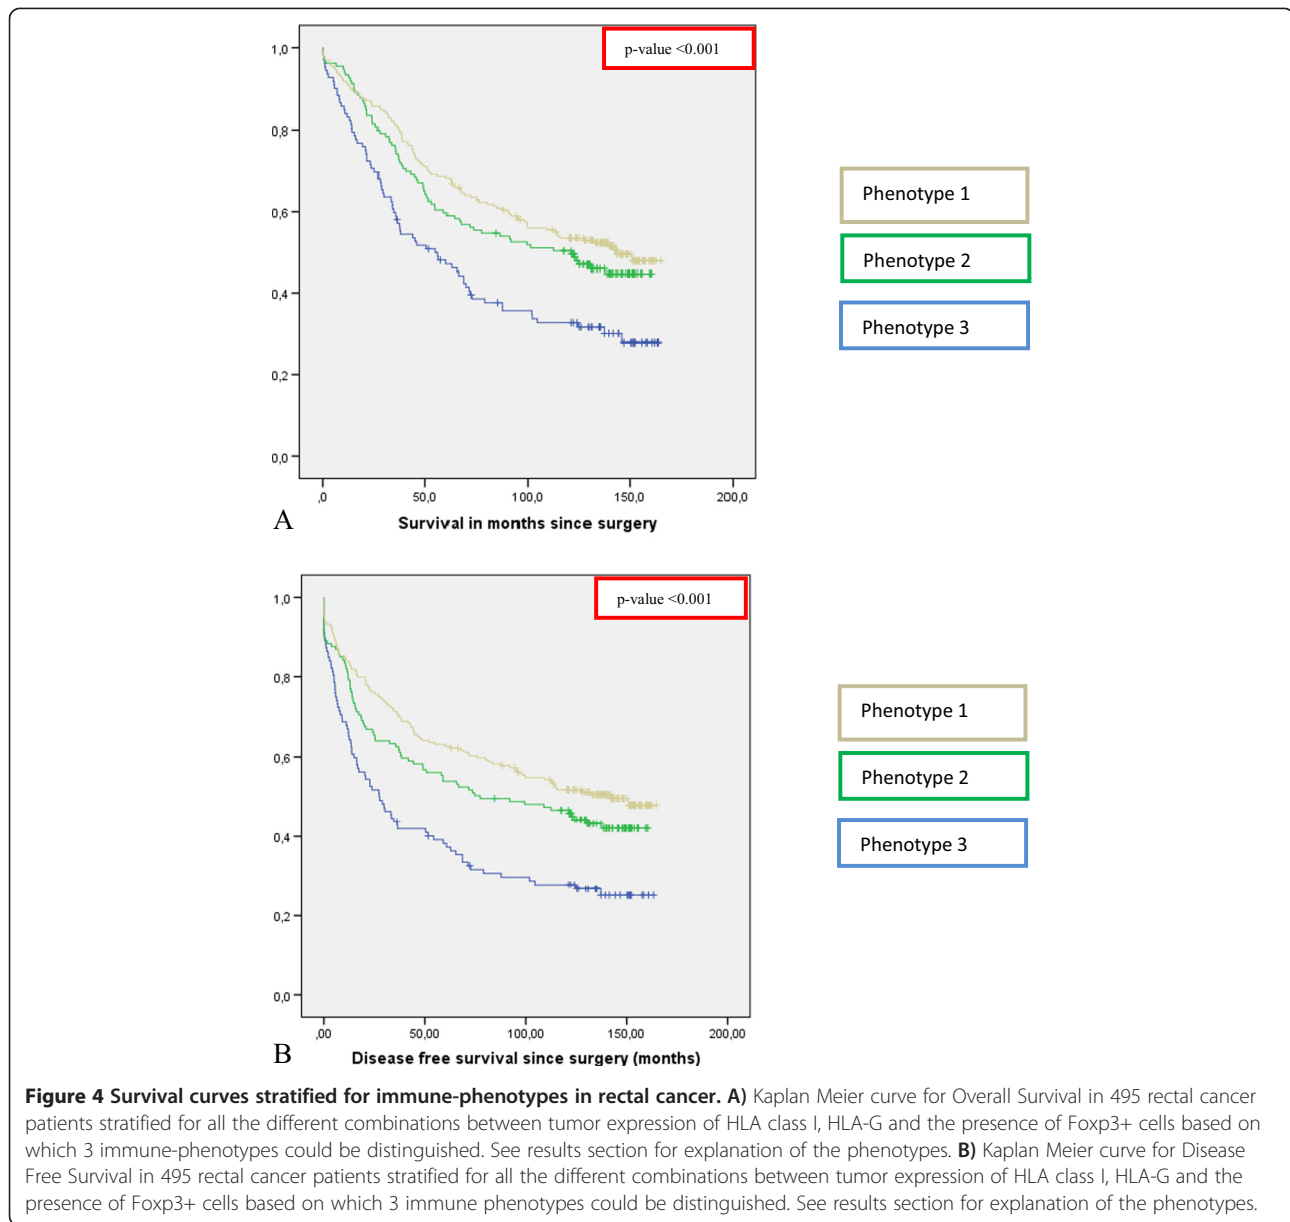 p-value <0.001
1,0
0,8
0,6
0,4
0,2
0,0
,0 50,0 100,0 150,0 200,0
A
Survival in months since surgery
Phenotype 1
Phenotype 2
Phenotype 3
p-value <0.001
1,0
0,8
0,6
0,4
0,2
0,0
,00 50,00 100,00 150,00 200,00
B
Disease free survival since surgery (months)
Phenotype 1
Phenotype 2
Phenotype 3
Figure 4 Survival curves stratified for immune-phenotypes in rectal cancer. A) Kaplan Meier curve for Overall Survival in 495 rectal cancer
patients stratified for all the different combinations between tumor expression of HLA class I, HLA-G and the presence of Foxp3+ cells based on
which 3 immune-phenotypes could be distinguished. See results section for explanation of the phenotypes. B) Kaplan Meier curve for Disease
Free Survival in 495 rectal cancer patients stratified for all the different combinations between tumor expression of HLA class I, HLA-G and the
presence of Foxp3+ cells based on which 3 immune phenotypes could be distinguished. See results section for explanation of the phenotypes.